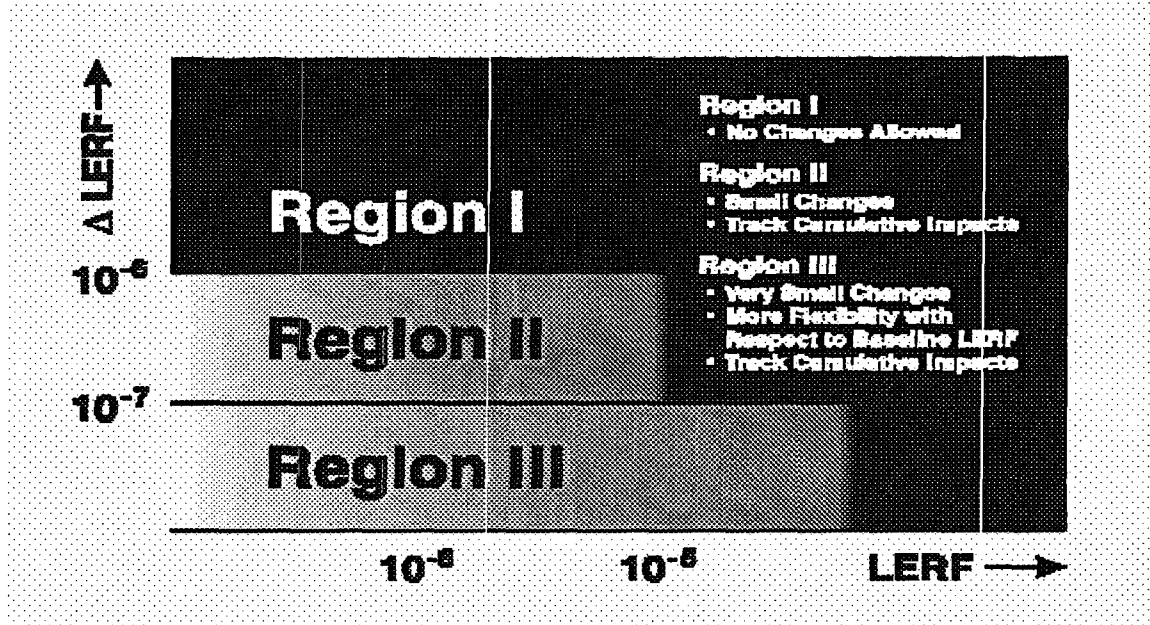 Δ LERF→
Region I
• No Changes Allowed
Region II
• Small Changes
• Track Cumulative Impacts
Region III
• Very Small Changes
• More Flexibility with
Respect to Baseline LERF
• Track Cumulative Impacts
Region I
10⁻⁶
Region II
10⁻⁷
Region III
10⁻⁶
10⁻⁵
LERF →